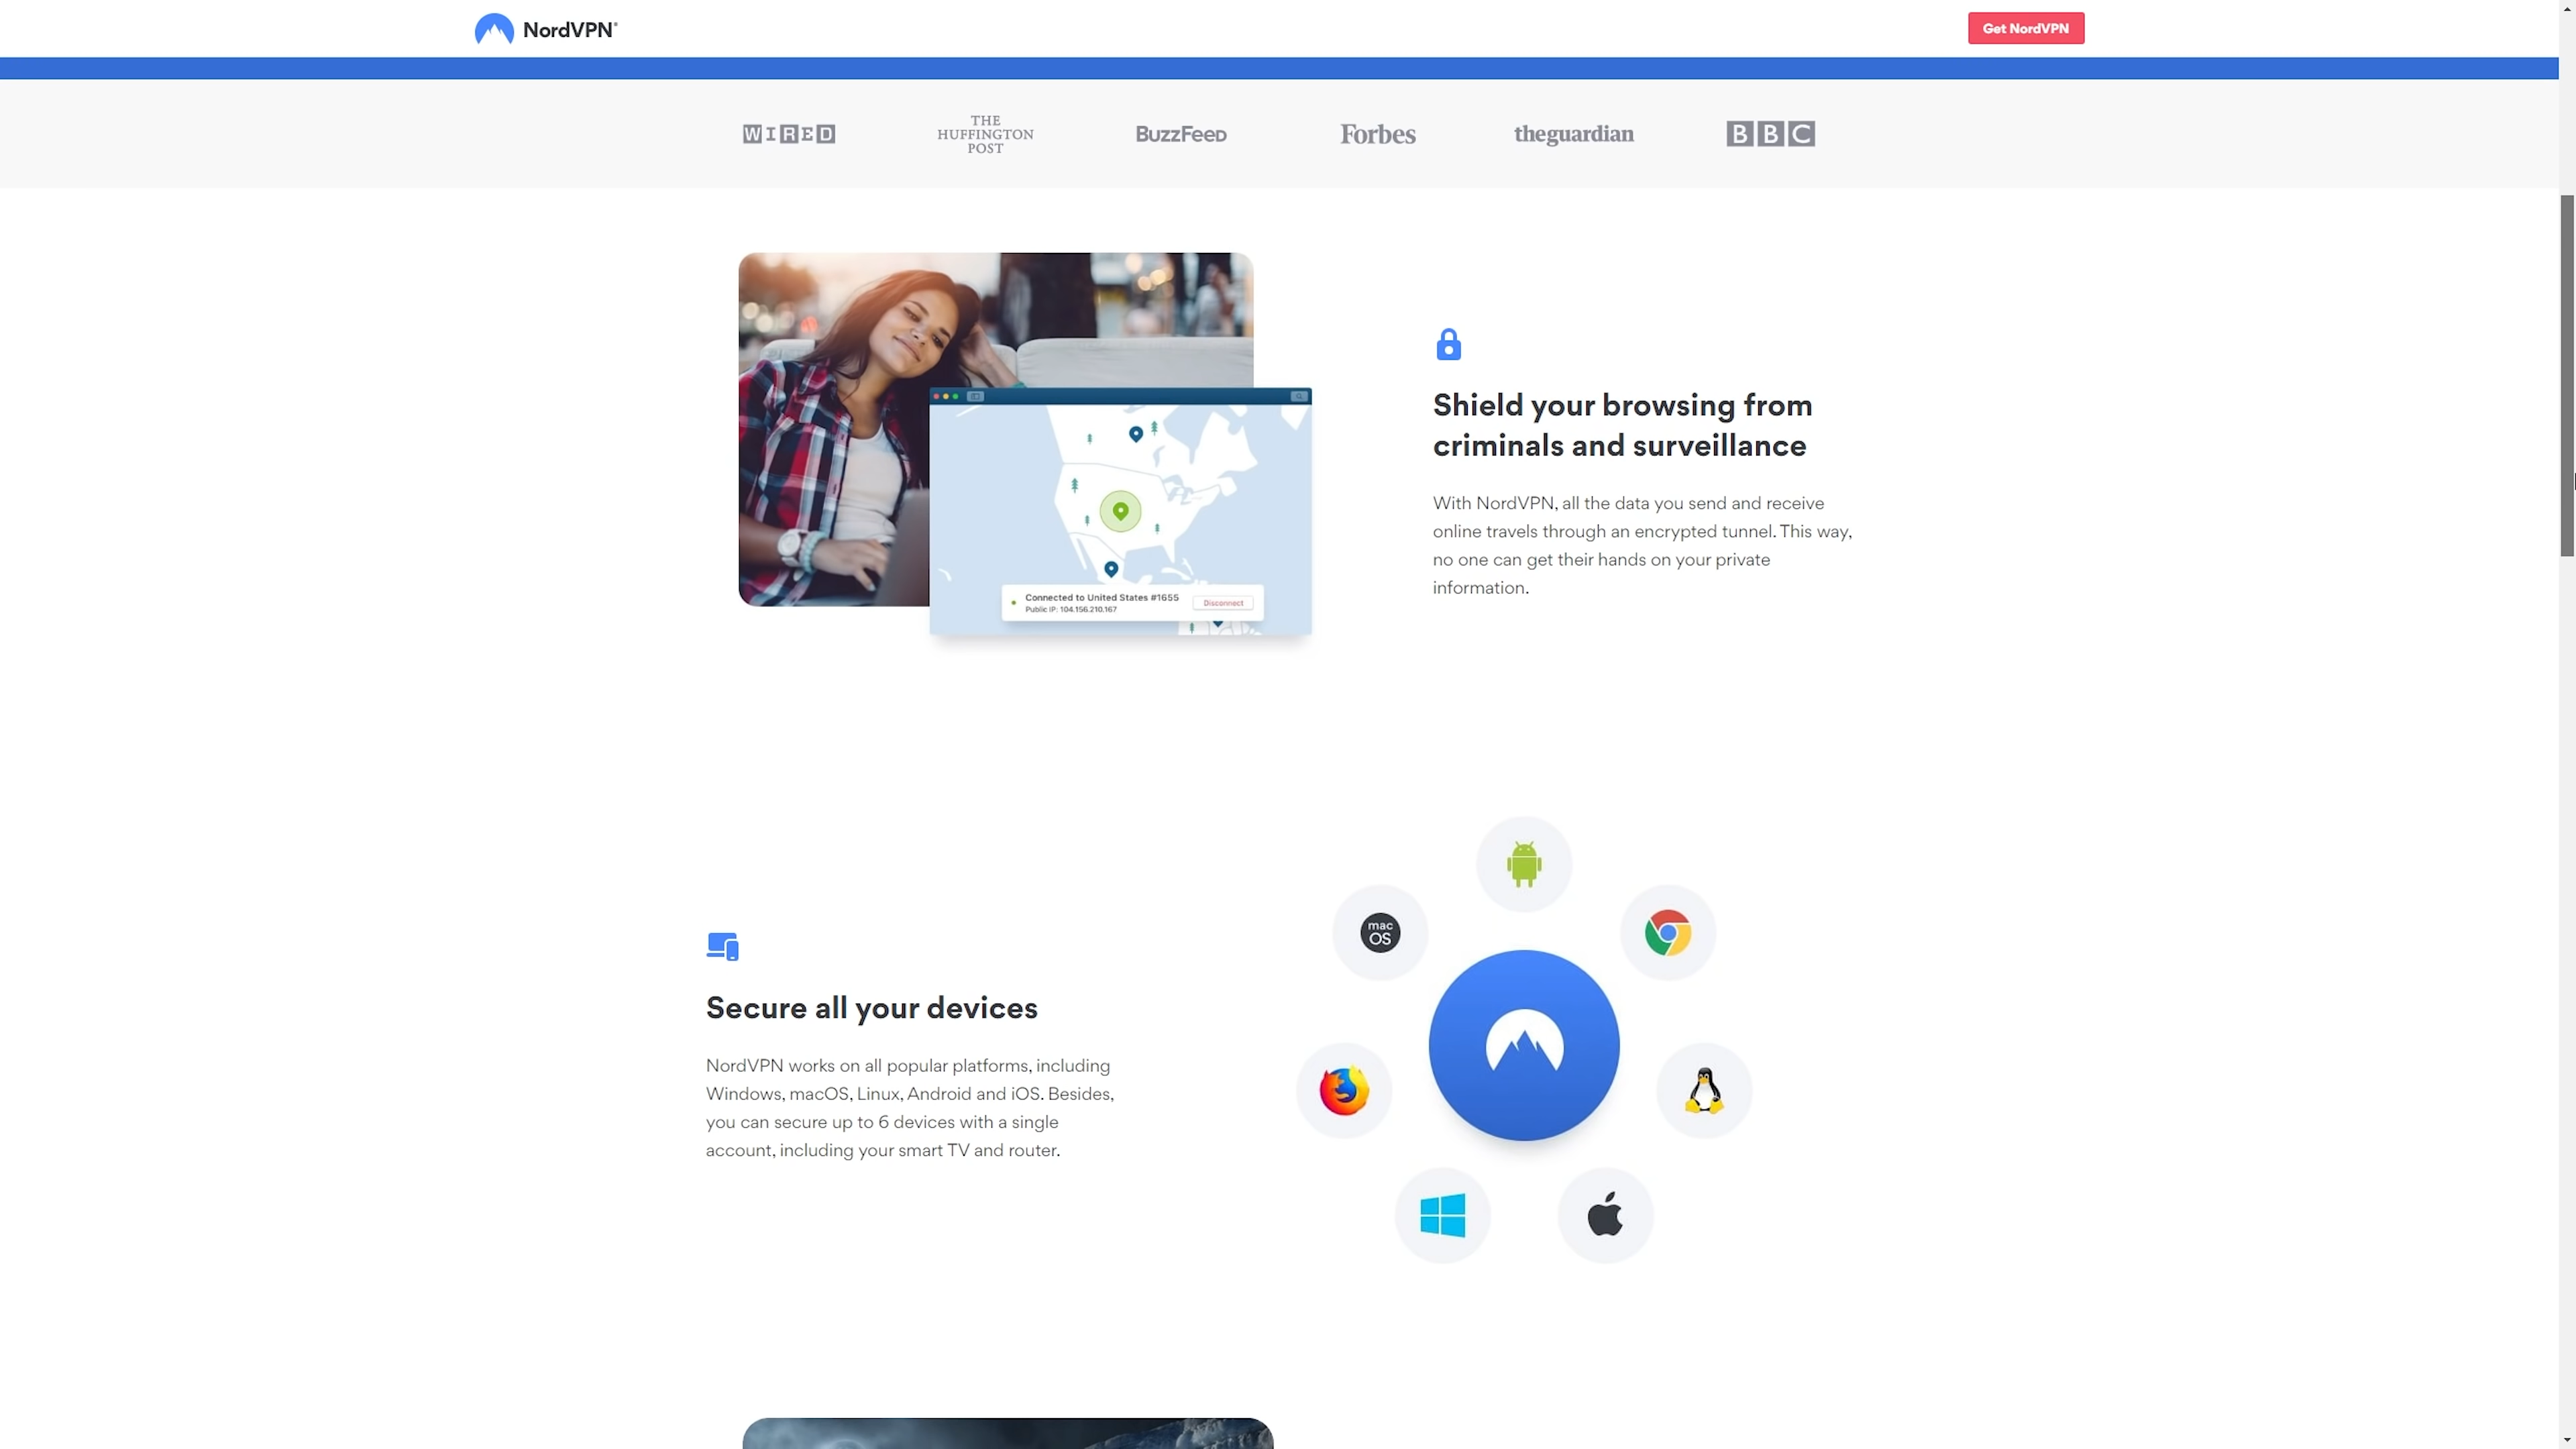 NordVPN®
Get NordVPN
WIRED
THE
HUFFINGTON
POST
BuzzFeed
Forbes
theguardian
BBC
Shield your browsing from
criminals and surveillance
With NordVPN, all the data you send and receive
online travels through an encrypted tunnel. This way,
no one can get their hands on your private
information.
Connected to United States #1655
Public IP: 104.156.210.167
Disconnect
mac
OS
Secure all your devices
NordVPN works on all popular platforms, including
Windows, macOS, Linux, Android and iOS. Besides,
you can secure up to 6 devices with a single
account, including your smart TV and router.